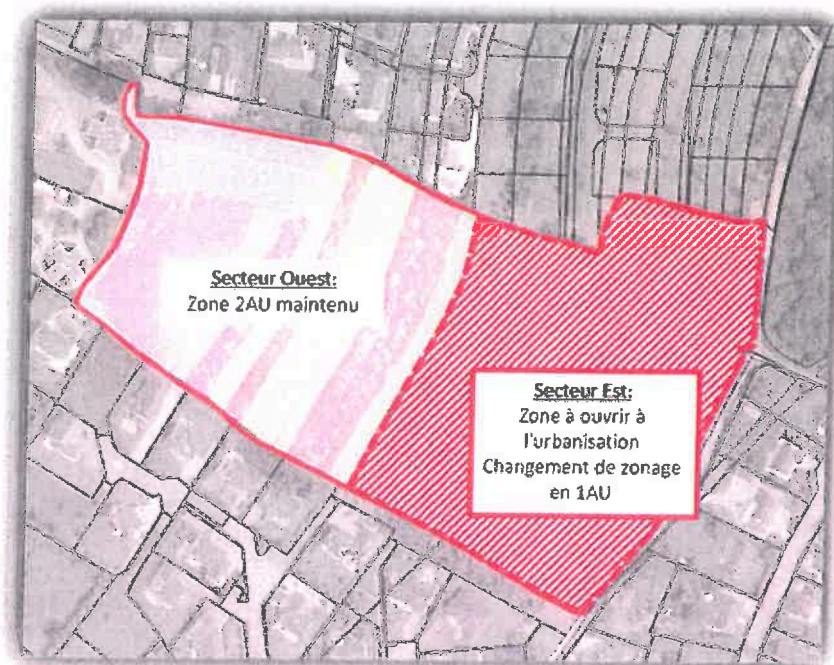 Secteur Ouest:
Zone 2AU maintenu
Secteur Est:
Zone à ouvrir à
l'urbanisation
Changement de zonage
en 1AU